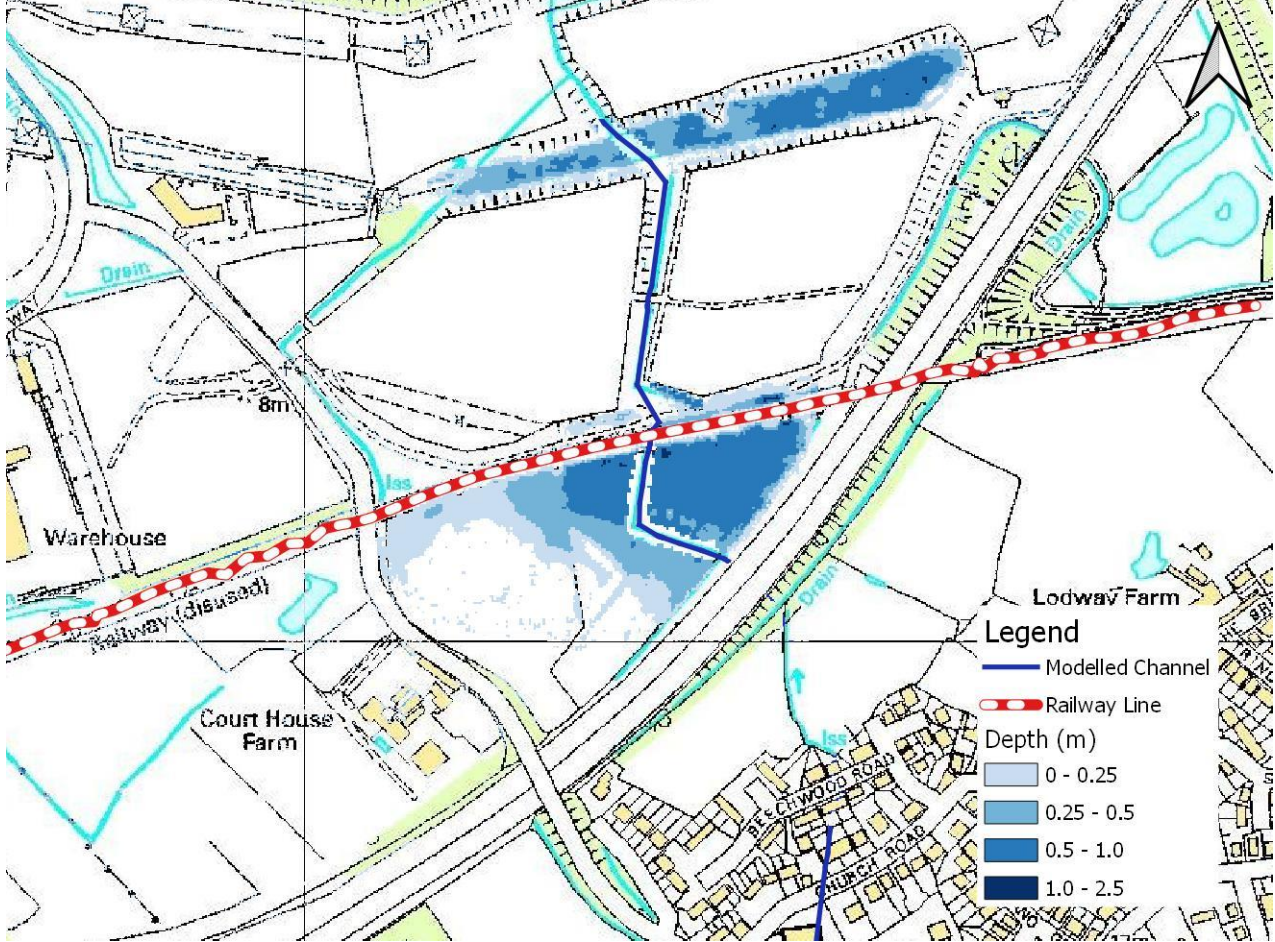 Drain
Drain
WA
8m
Iss
Warehouse
Railway (disused)
Drain
Lodway Farm
Legend
Modelled Channel
Railway Line
Depth (m)
0 - 0.25
0.25 - 0.5
0.5 - 1.0
1.0 - 2.5
Court House
Farm
Iss
BEECHWOOD ROAD
CHURCH ROAD